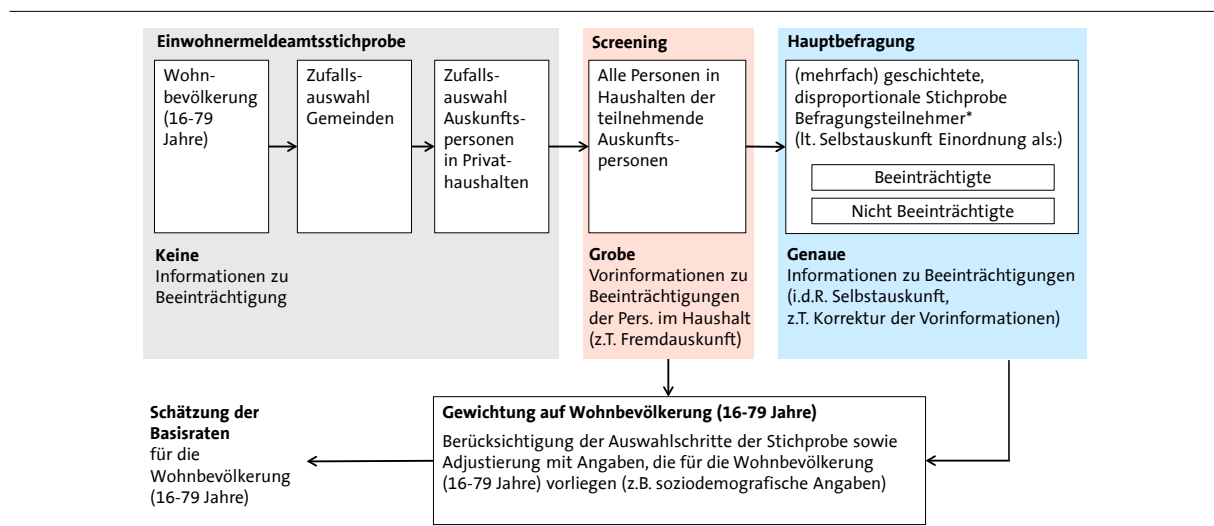 Einwohnermeldeamtsstichprobe
Wohn-
bevölkerung
(16-79
Jahre)
Zufalls-
auswahl
Gemeinden
Zufalls-
auswahl
Auskunfts-
personen
in Privat-
haushalten
Keine
Informationen zu
Beeinträchtigung
Screening
Alle Personen in
Haushalten der
teilnehmende
Auskunfts-
personen
Grobe
Vorinformationen zu
Beeinträchtigungen
der Pers. im Haushalt
(z.T. Fremdauskunft)
Hauptbefragung
(mehrfach) geschichtete,
disproportionale Stichprobe
Befragungsteilnehmer*
(lt. Selbstauskunft Einordnung als:)
Beeinträchtigte
Nicht Beeinträchtigte
Genaue
Informationen zu Beeinträchtigungen
(i.d.R. Selbstauskunft,
z.T. Korrektur der Vorinformationen)
Gewichtung auf Wohnbevölkerung (16-79 Jahre)
Berücksichtigung der Auswahlschritte der Stichprobe sowie
Adjustierung mit Angaben, die für die Wohnbevölkerung
(16-79 Jahre) vorliegen (z.B. soziodemografische Angaben)
Schätzung der
Basisraten
für die
Wohnbevölkerung
(16-79 Jahre)